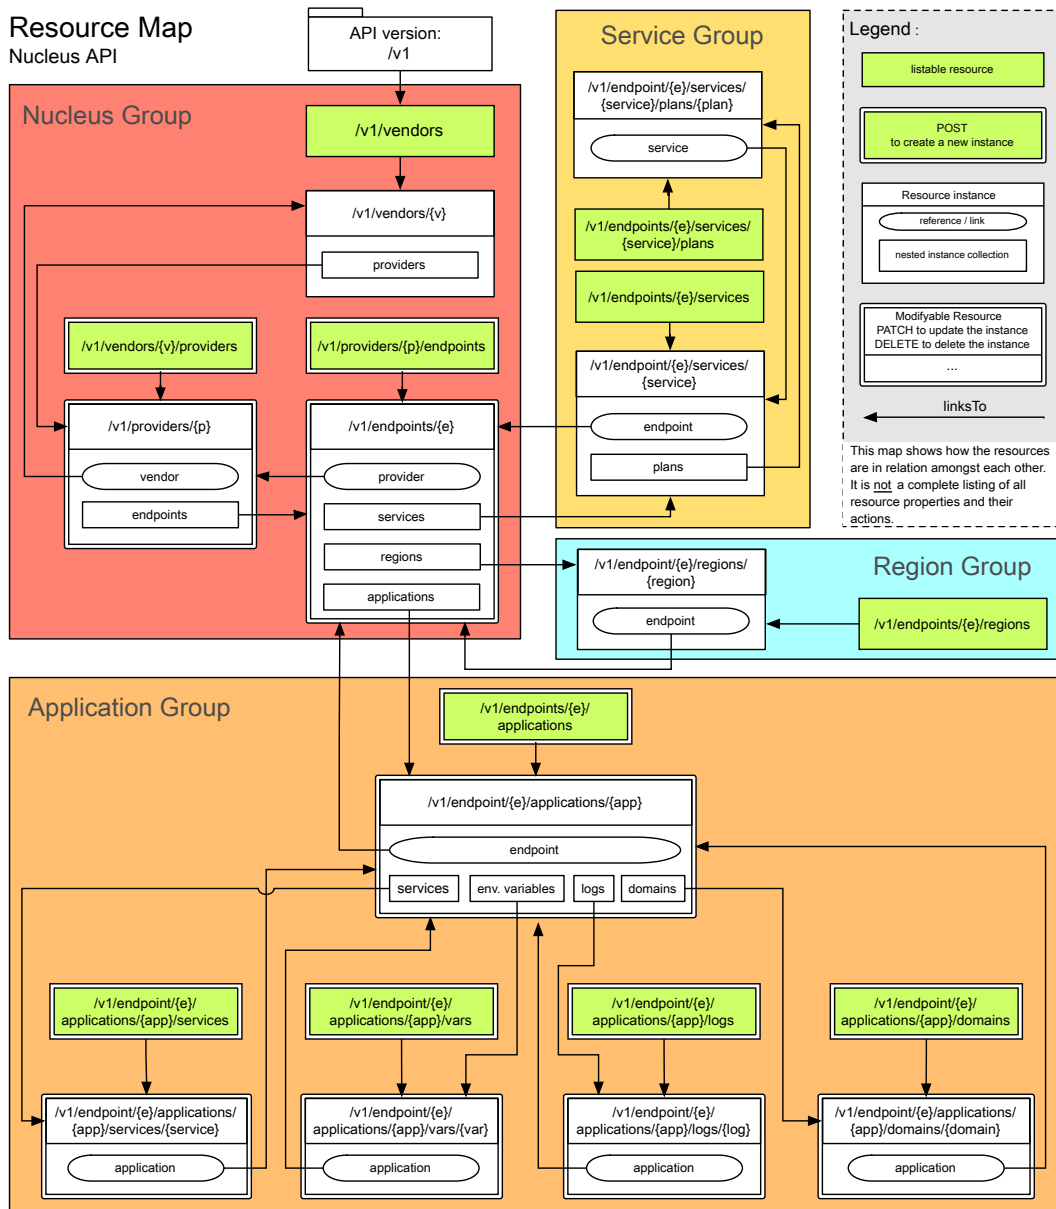 Resource Map
Nucleus API
API version:
/v1
Nucleus Group
/v1/vendors
/v1/vendors/{v}
providers
/v1/vendors/{v}/providers
/v1/providers/{p}/endpoints
/v1/providers/{p}
vendor
endpoints
/v1/endpoints/{e}
provider
services
regions
applications
Service Group
/v1/endpoint/{e}/services/
{service}/plans/{plan}
service
/v1/endpoints/{e}/services/
{service}/plans
/v1/endpoints/{e}/services
/v1/endpoint/{e}/services/
{service}
endpoint
plans
Legend :
listable resource
POST
to create a new instance
Resource instance
reference / link
nested instance collection
Modifyable Resource
PATCH to update the instance
DELETE to delete the instance
...
linksTo
This map shows how the resources
are in relation amongst each other.
It is not a complete listing of all
resource properties and their
actions.
Region Group
/v1/endpoint/{e}/regions/
{region}
endpoint
/v1/endpoints/{e}/regions
Application Group
/v1/endpoints/{e}/
applications
/v1/endpoint/{e}/applications/{app}
endpoint
services
env. variables
logs
domains
/v1/endpoint/{e}/
applications/{app}/services
/v1/endpoint/{e}/
applications/{app}/vars
/v1/endpoint/{e}/
applications/{app}/logs
/v1/endpoint/{e}/
applications/{app}/domains
/v1/endpoint/{e}/applications/
{app}/services/{service}
application
/v1/endpoint/{e}/
applications/{app}/vars/{var}
application
/v1/endpoint/{e}/
applications/{app}/logs/{log}
application
/v1/endpoint/{e}/applications/
{app}/domains/{domain}
application